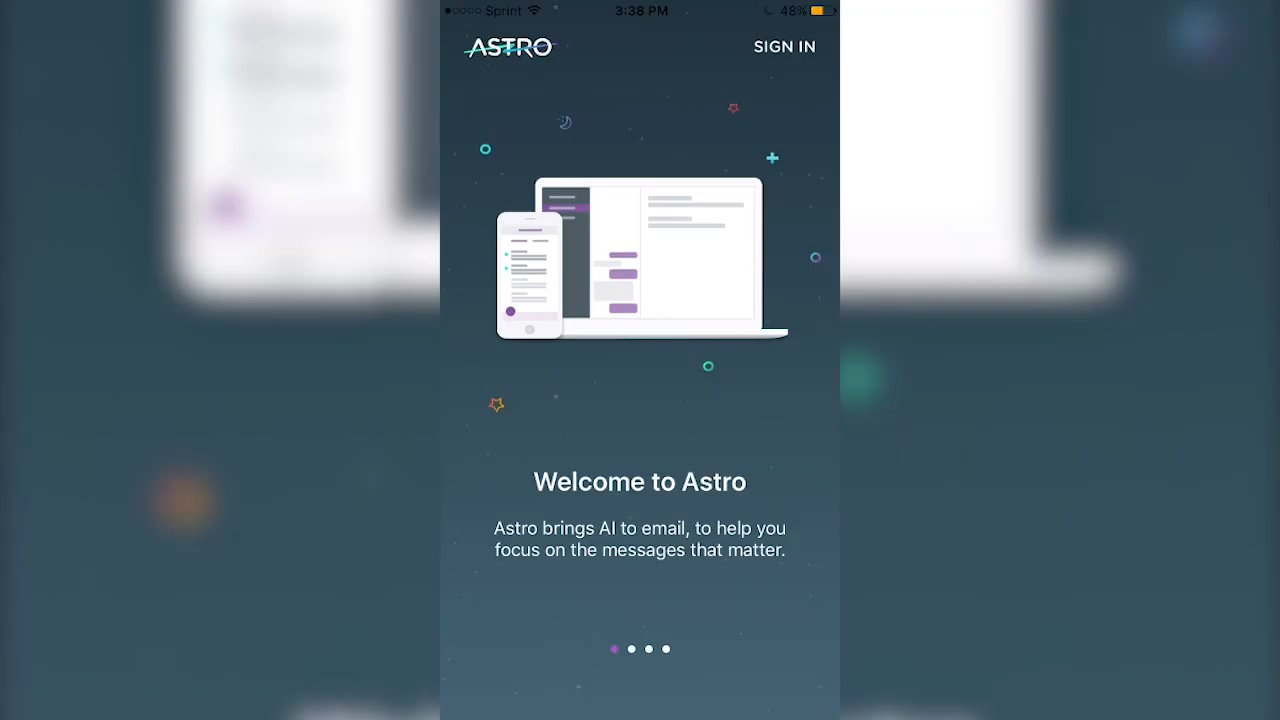 Sprint 3:38 PM 48%
ASTRO SIGN IN
Welcome to Astro
Astro brings AI to email, to help you
focus on the messages that matter.